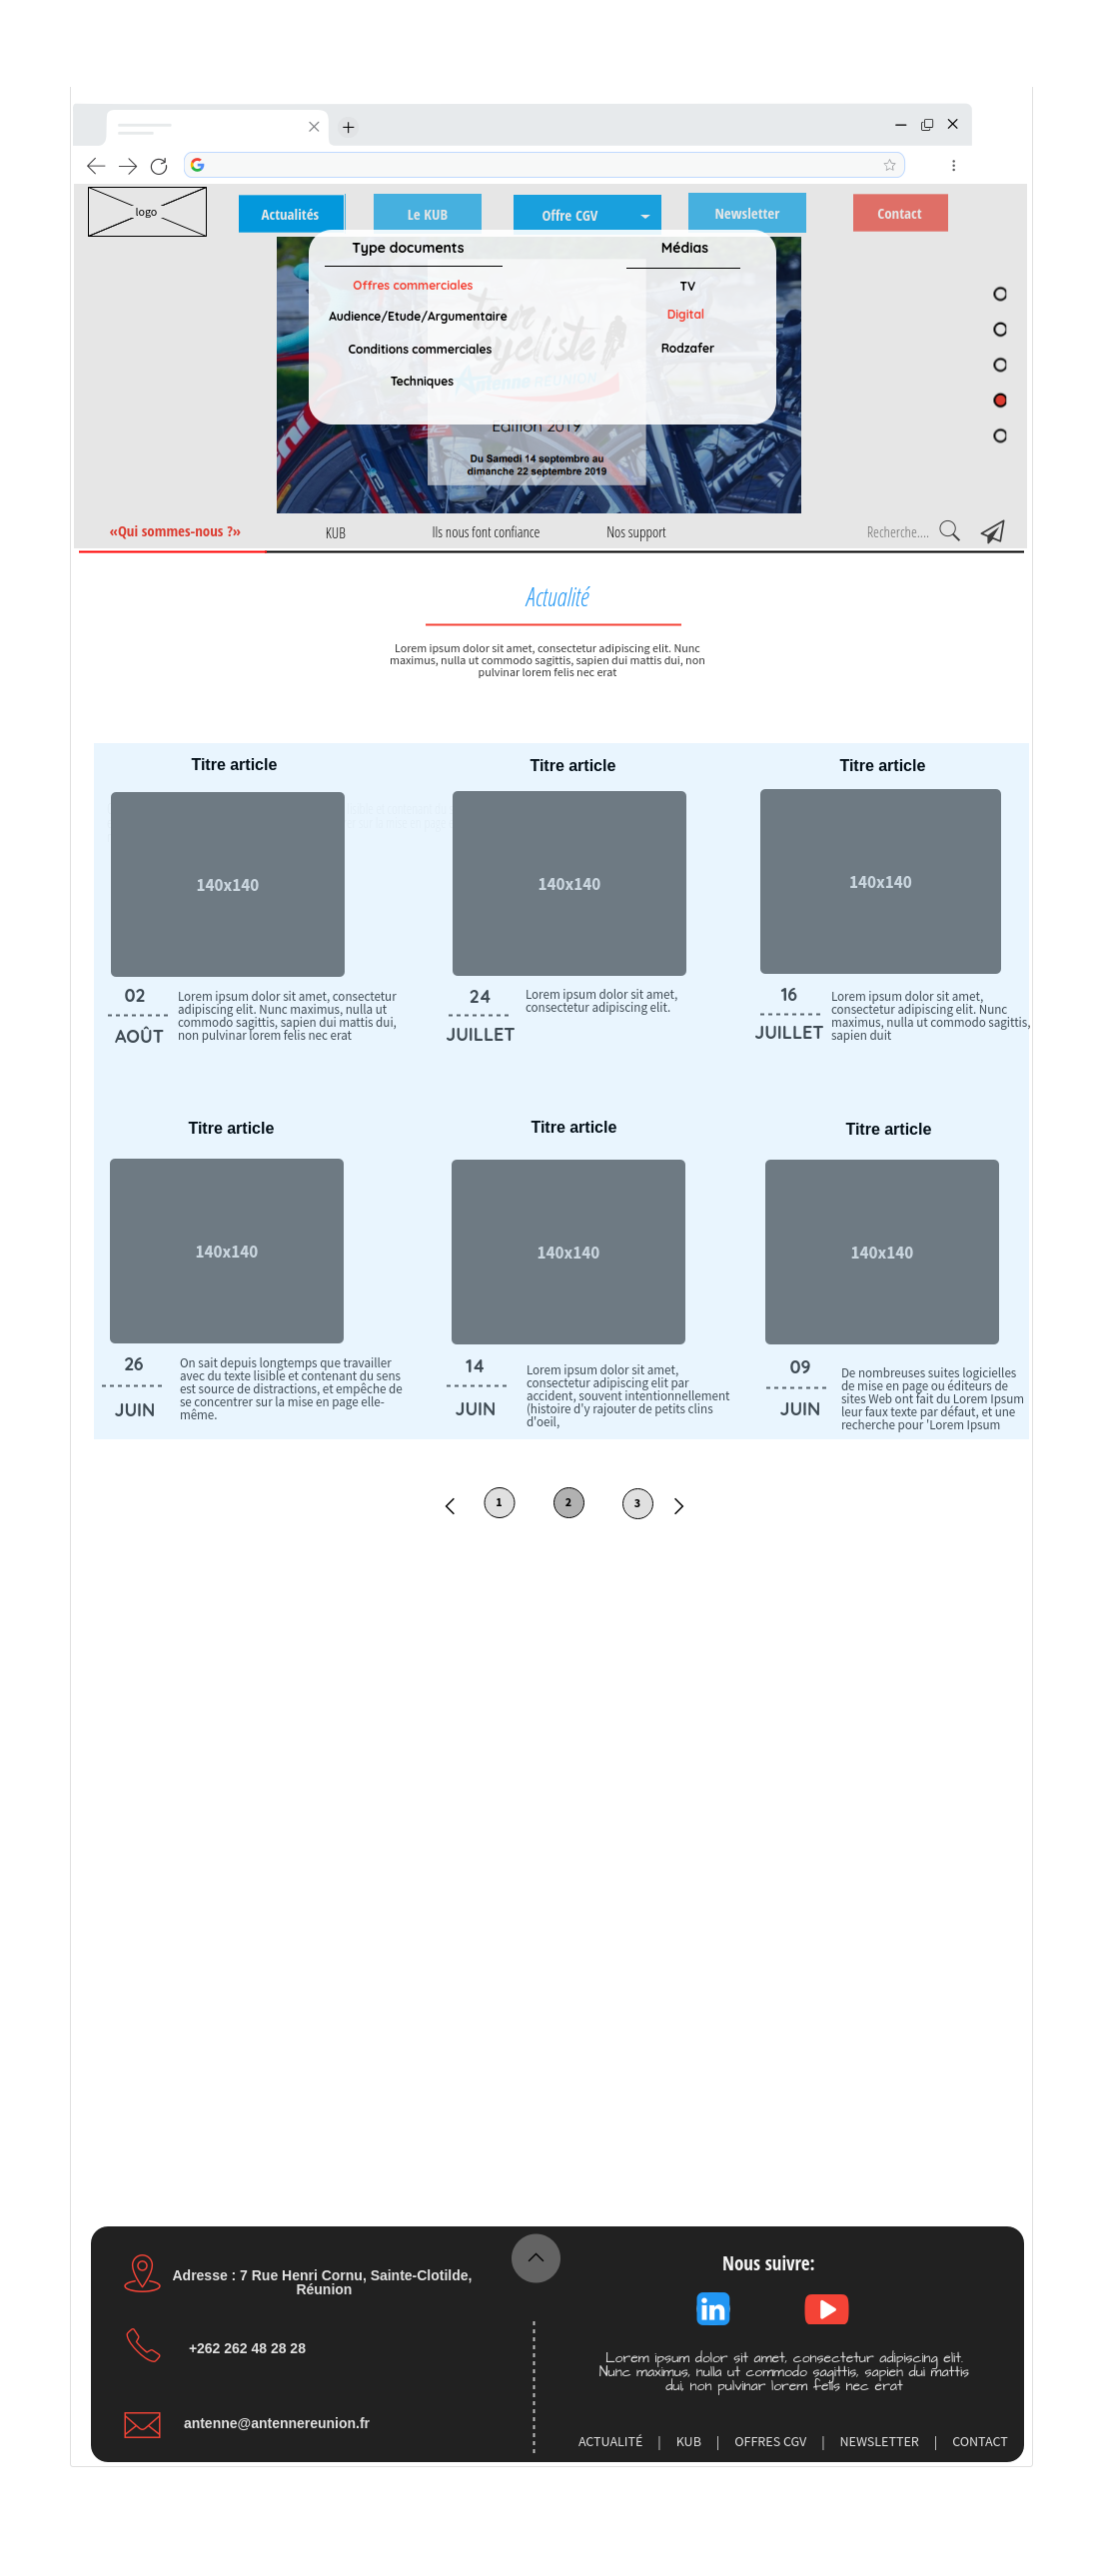 logo
Actualités
Le KUB
Offre CGV
Newsletter
Contact
Type documents
Médias
Offres commerciales
TV
Audience/Etude/Argumentaire
Digital
Conditions commerciales
Rodzafer
Techniques
tour
cycliste
Antenne REUNION
Edition 2019
Du Samedi 14 septembre au
dimanche 22 septembre 2019
«Qui sommes-nous ?»
KUB
Ils nous font confiance
Nos support
Recherche....
Actualité
Lorem ipsum dolor sit amet, consectetur adipiscing elit. Nunc
maximus, nulla ut commodo sagittis, sapien dui mattis dui, non
pulvinar lorem felis nec erat
Titre article
Titre article
Titre article
140x140
140x140
140x140
02
AOÛT
Lorem ipsum dolor sit amet, consectetur
adipiscing elit. Nunc maximus, nulla ut
commodo sagittis, sapien dui mattis dui,
non pulvinar lorem felis nec erat
24
JUILLET
Lorem ipsum dolor sit amet,
consectetur adipiscing elit.
16
JUILLET
Lorem ipsum dolor sit amet,
consectetur adipiscing elit. Nunc
maximus, nulla ut commodo sagittis,
sapien duit
Titre article
Titre article
Titre article
140x140
140x140
140x140
26
JUIN
On sait depuis longtemps que travailler
avec du texte lisible et contenant du sens
est source de distractions, et empêche de
se concentrer sur la mise en page elle-
même.
14
JUIN
Lorem ipsum dolor sit amet,
consectetur adipiscing elit par
accident, souvent intentionnellement
(histoire d'y rajouter de petits clins
d'oeil,
09
JUIN
De nombreuses suites logicielles
de mise en page ou éditeurs de
sites Web ont fait du Lorem Ipsum
leur faux texte par défaut, et une
recherche pour 'Lorem Ipsum
1
2
3
Adresse : 7 Rue Henri Cornu, Sainte-Clotilde,
Réunion
+262 262 48 28 28
antenne@antennereunion.fr
Nous suivre:
in
Lorem ipsum dolor sit amet, consectetur adipiscing elit.
Nunc maximus, nulla ut commodo sagittis, sapien dui mattis
dui, non pulvinar lorem felis nec erat
ACTUALITÉ | KUB | OFFRES CGV | NEWSLETTER | CONTACT